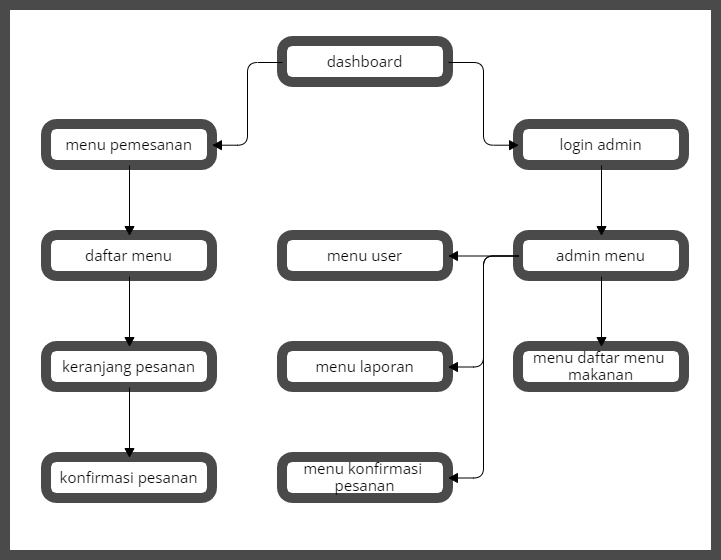 dashboard
menu pemesanan
login admin
daftar menu
menu user
admin menu
keranjang pesanan
menu laporan
menu daftar menu
makanan
konfirmasi pesanan
menu konfirmasi
pesanan